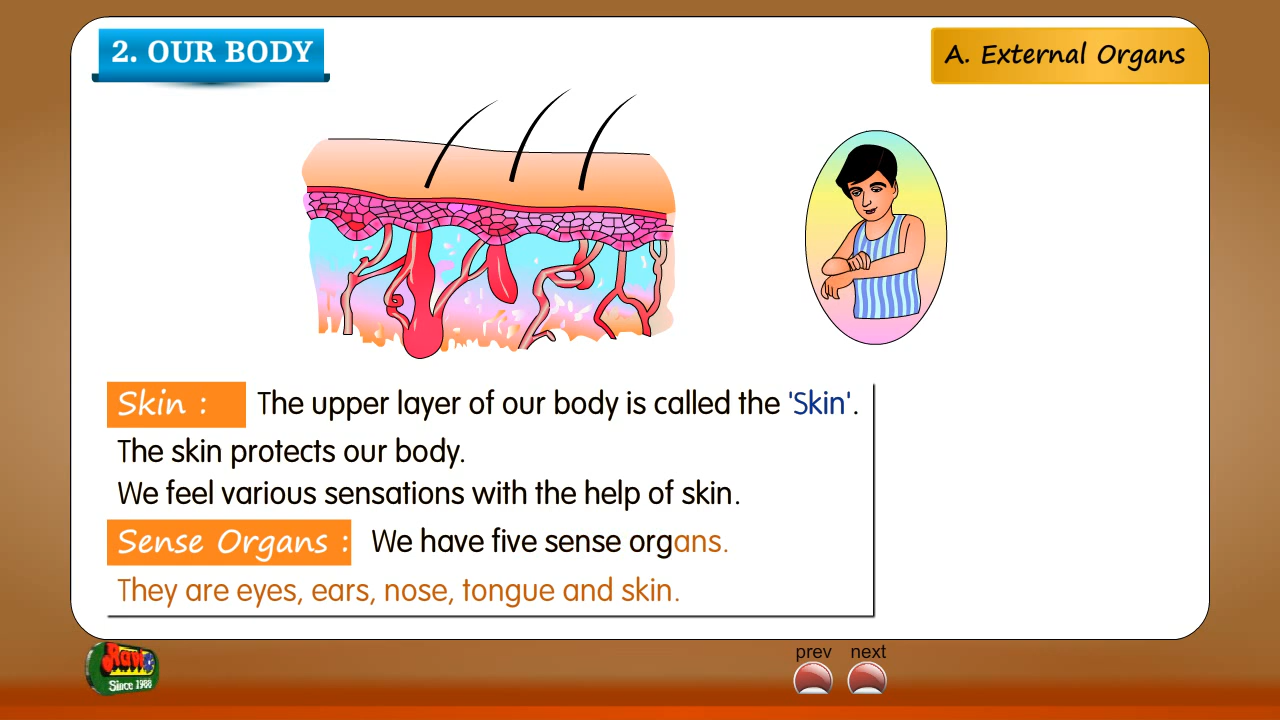 2. OUR BODY
A. External Organs
Skin : The upper layer of our body is called the 'Skin'.
The skin protects our body.
We feel various sensations with the help of skin.
Sense Organs : We have five sense organs.
They are eyes, ears, nose, tongue and skin.
prev next
Since 1988